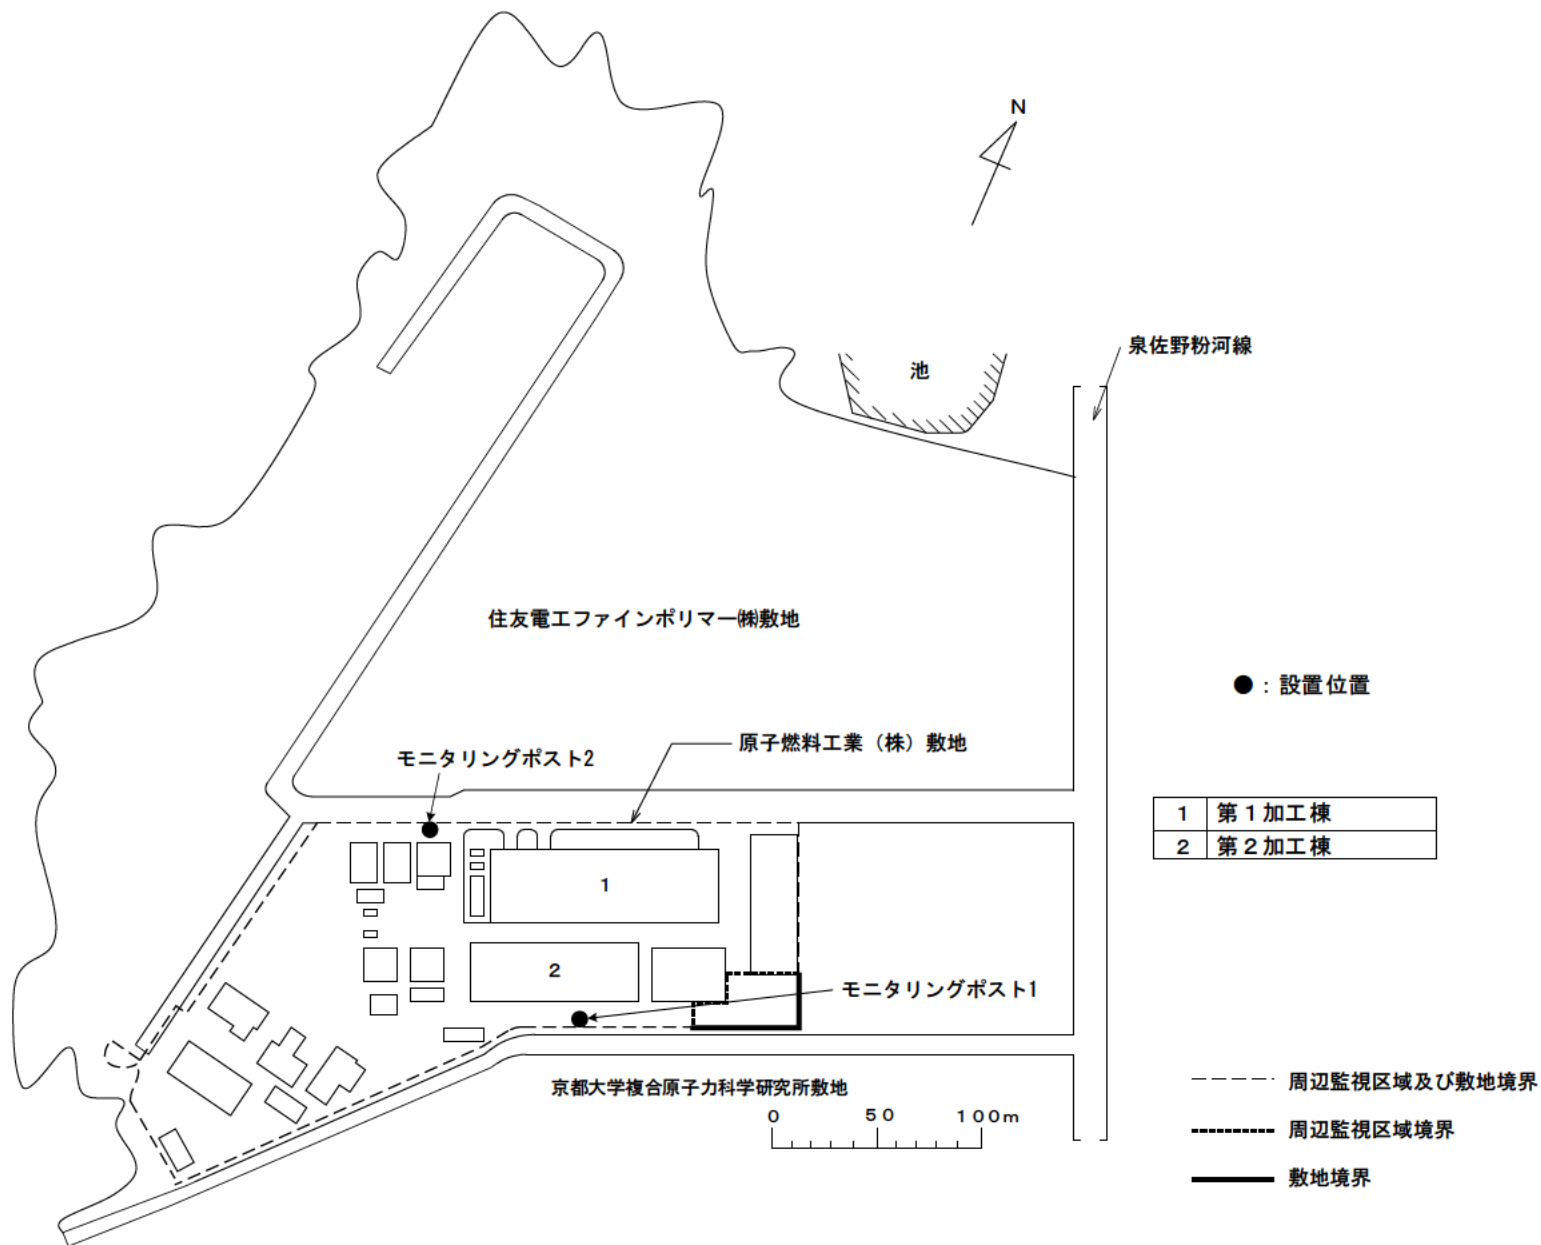 N
泉佐野粉河線
池
住友電工ファインポリマー㈱敷地
●：設置位置
原子燃料工業（株）敷地
モニタリングポスト2
1 第１加工棟
2 第２加工棟
1
2
モニタリングポスト1
京都大学複合原子力科学研究所敷地
0 50 100m
周辺監視区域及び敷地境界
周辺監視区域境界
敷地境界